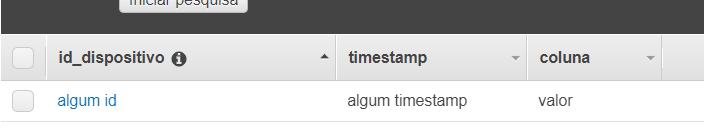 Iniciar pesquisa
id_dispositivo timestamp coluna
algum id algum timestamp valor